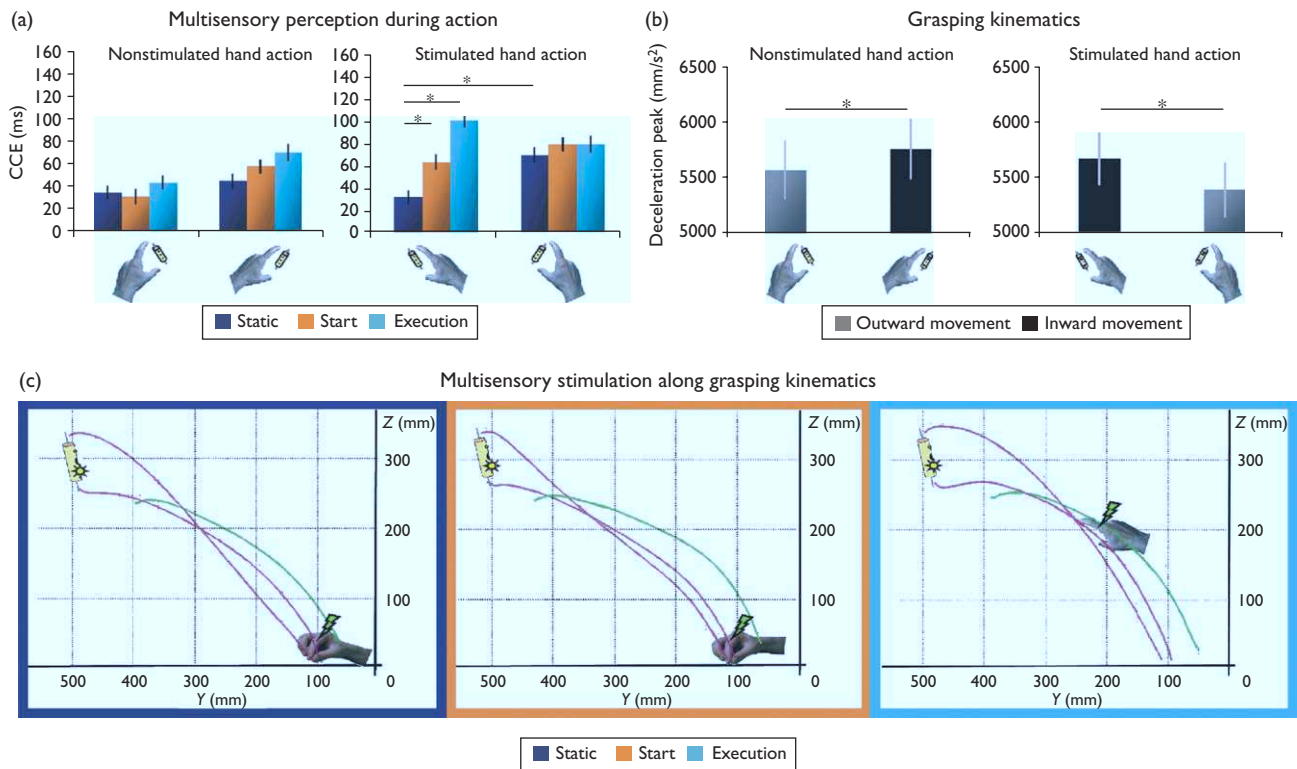 (a) Multisensory perception during action
Nonstimulated hand action
Stimulated hand action
CCE (ms)
160
140
120
100
80
60
40
20
0
160
140
120
100
80
60
40
20
0
*
*
*
Static Start Execution
(b) Grasping kinematics
Nonstimulated hand action
Stimulated hand action
Deceleration peak (mm/s²)
6500
6000
5500
5000
6500
6000
5500
5000
*
*
Outward movement Inward movement
(c) Multisensory stimulation along grasping kinematics
Z (mm)
300
200
100
500 400 300 200 100 0
Y (mm)
Z (mm)
300
200
100
500 400 300 200 100 0
Y (mm)
Z (mm)
300
200
100
500 400 300 200 100 0
Y (mm)
Static Start Execution